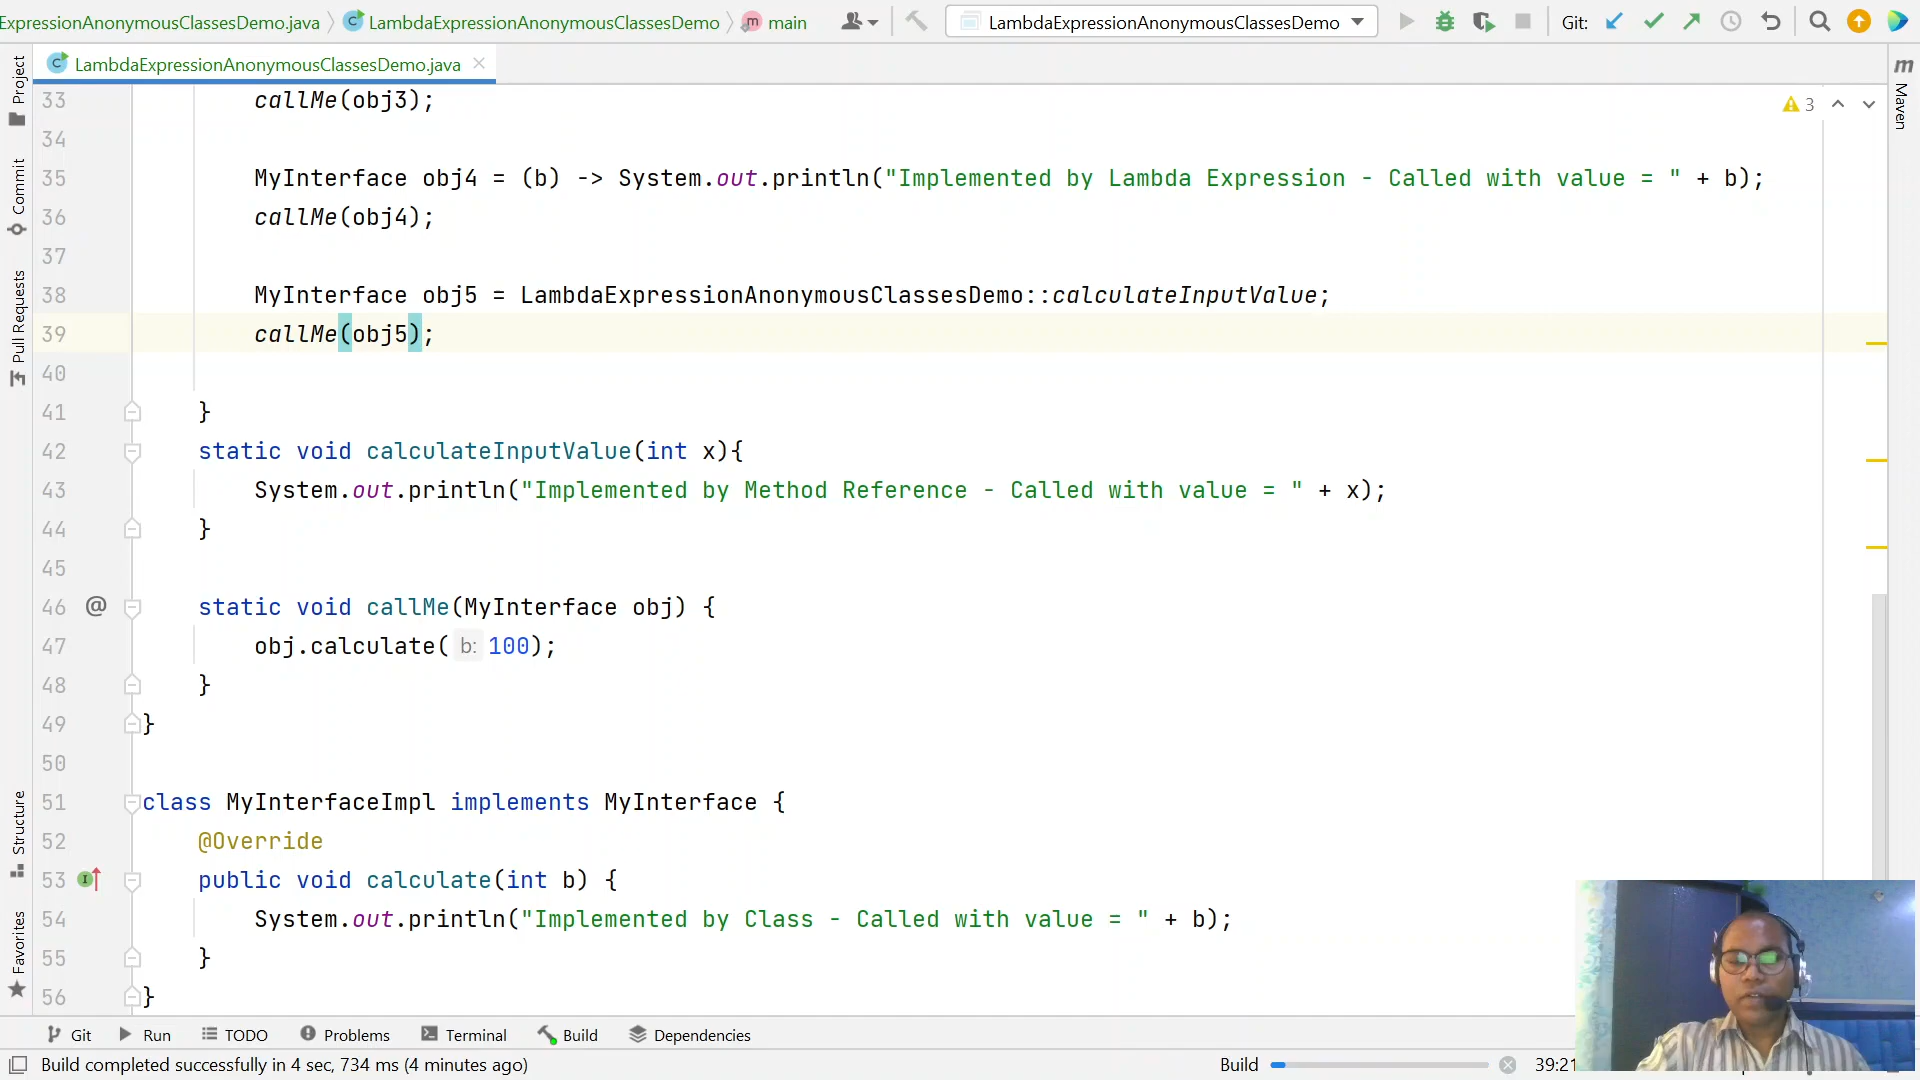 ExpressionAnonymousClassesDemo.java LambdaExpressionAnonymousClassesDemo main LambdaExpressionAnonymousClassesDemo Git:
LambdaExpressionAnonymousClassesDemo.java
Project
Commit
Pull Requests
Structure
Favorites
Maven
3
33 callMe(obj3);
34
35 MyInterface obj4 = (b) -> System.out.println("Implemented by Lambda Expression - Called with value = " + b);
36 callMe(obj4);
37
38 MyInterface obj5 = LambdaExpressionAnonymousClassesDemo::calculateInputValue;
39 callMe(obj5);
40
41 }
42 static void calculateInputValue(int x){
43 System.out.println("Implemented by Method Reference - Called with value = " + x);
44 }
45
46 @ static void callMe(MyInterface obj) {
47 obj.calculate( b: 100);
48 }
49 }
50
51 class MyInterfaceImpl implements MyInterface {
52 @Override
53 public void calculate(int b) {
54 System.out.println("Implemented by Class - Called with value = " + b);
55 }
56 }
Git Run TODO Problems Terminal Build Dependencies
Build completed successfully in 4 sec, 734 ms (4 minutes ago) Build 39:21